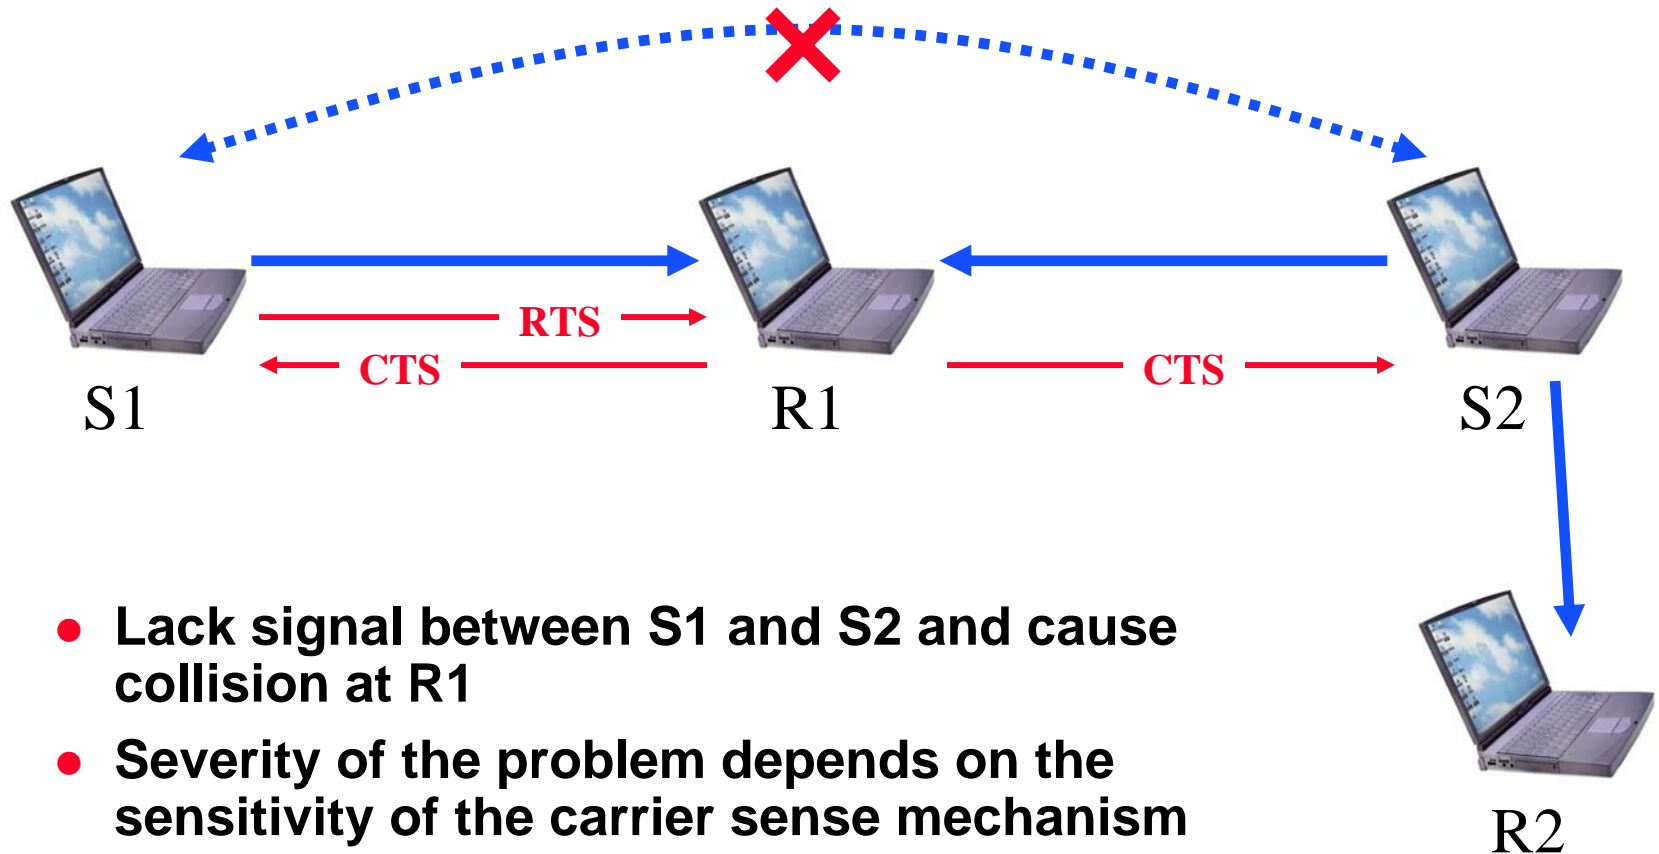 RTS
CTS
CTS
S1
R1
S2
● Lack signal between S1 and S2 and cause
collision at R1
● Severity of the problem depends on the
sensitivity of the carrier sense mechanism
R2